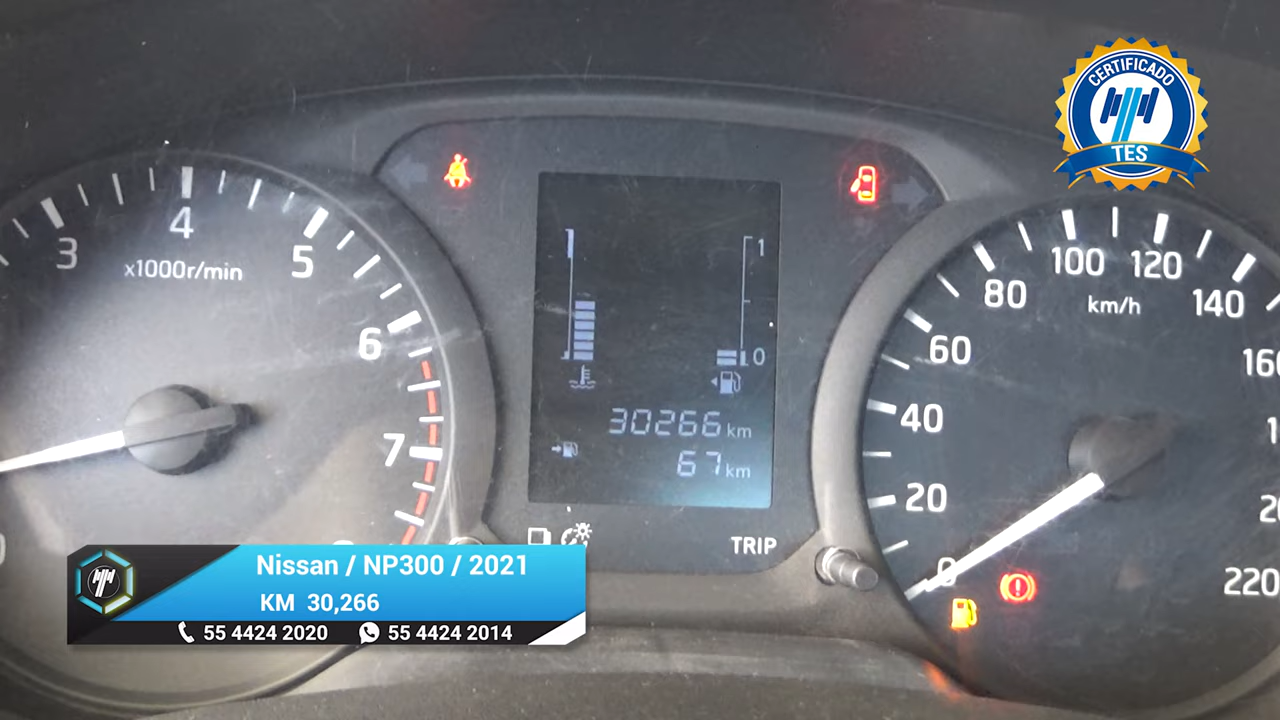 CERTIFICADO
TES
3
4
5
6
7
x1000r/min
1
0
30266 km
67 km
TRIP
0
20
40
60
80
100
120
140
220
km/h
Nissan / NP300 / 2021
KM 30,266
55 4424 2020
55 4424 2014